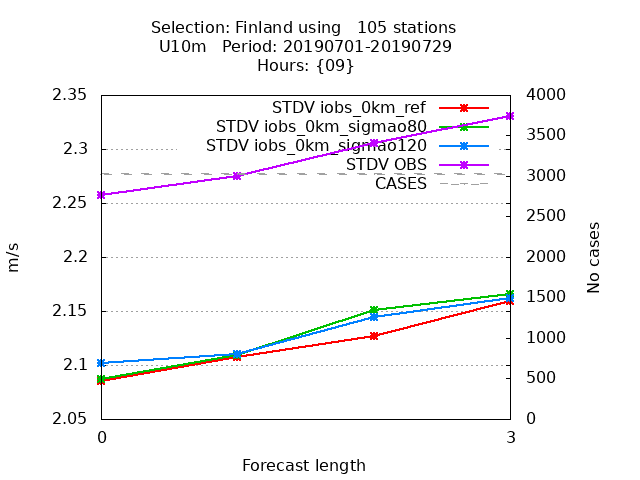 Selection: Finland using   105 stations
U10m   Period: 20190701-20190729
Hours: {09}
2.35
2.3
2.25
2.2
2.15
2.1
2.05
4000
3500
3000
2500
2000
1500
1000
500
0
STDV iobs_0km_ref
STDV iobs_0km_sigmao80
STDV iobs_0km_sigmao120
STDV OBS
CASES
m/s
No cases
0
3
Forecast length